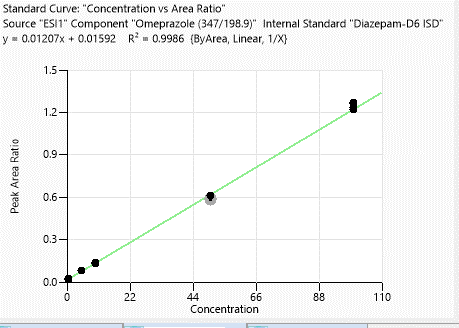 Standard Curve: "Concentration vs Area Ratio"
Source "ESI1" Component "Omeprazole (347/198.9)" Internal Standard "Diazepam-D6 ISD"
y = 0.01207x + 0.01592 R² = 0.9986 {ByArea, Linear, 1/X}
1.5
1.2
0.9
0.6
0.3
0.0
Peak Area Ratio
0 22 44 66 88 110
Concentration